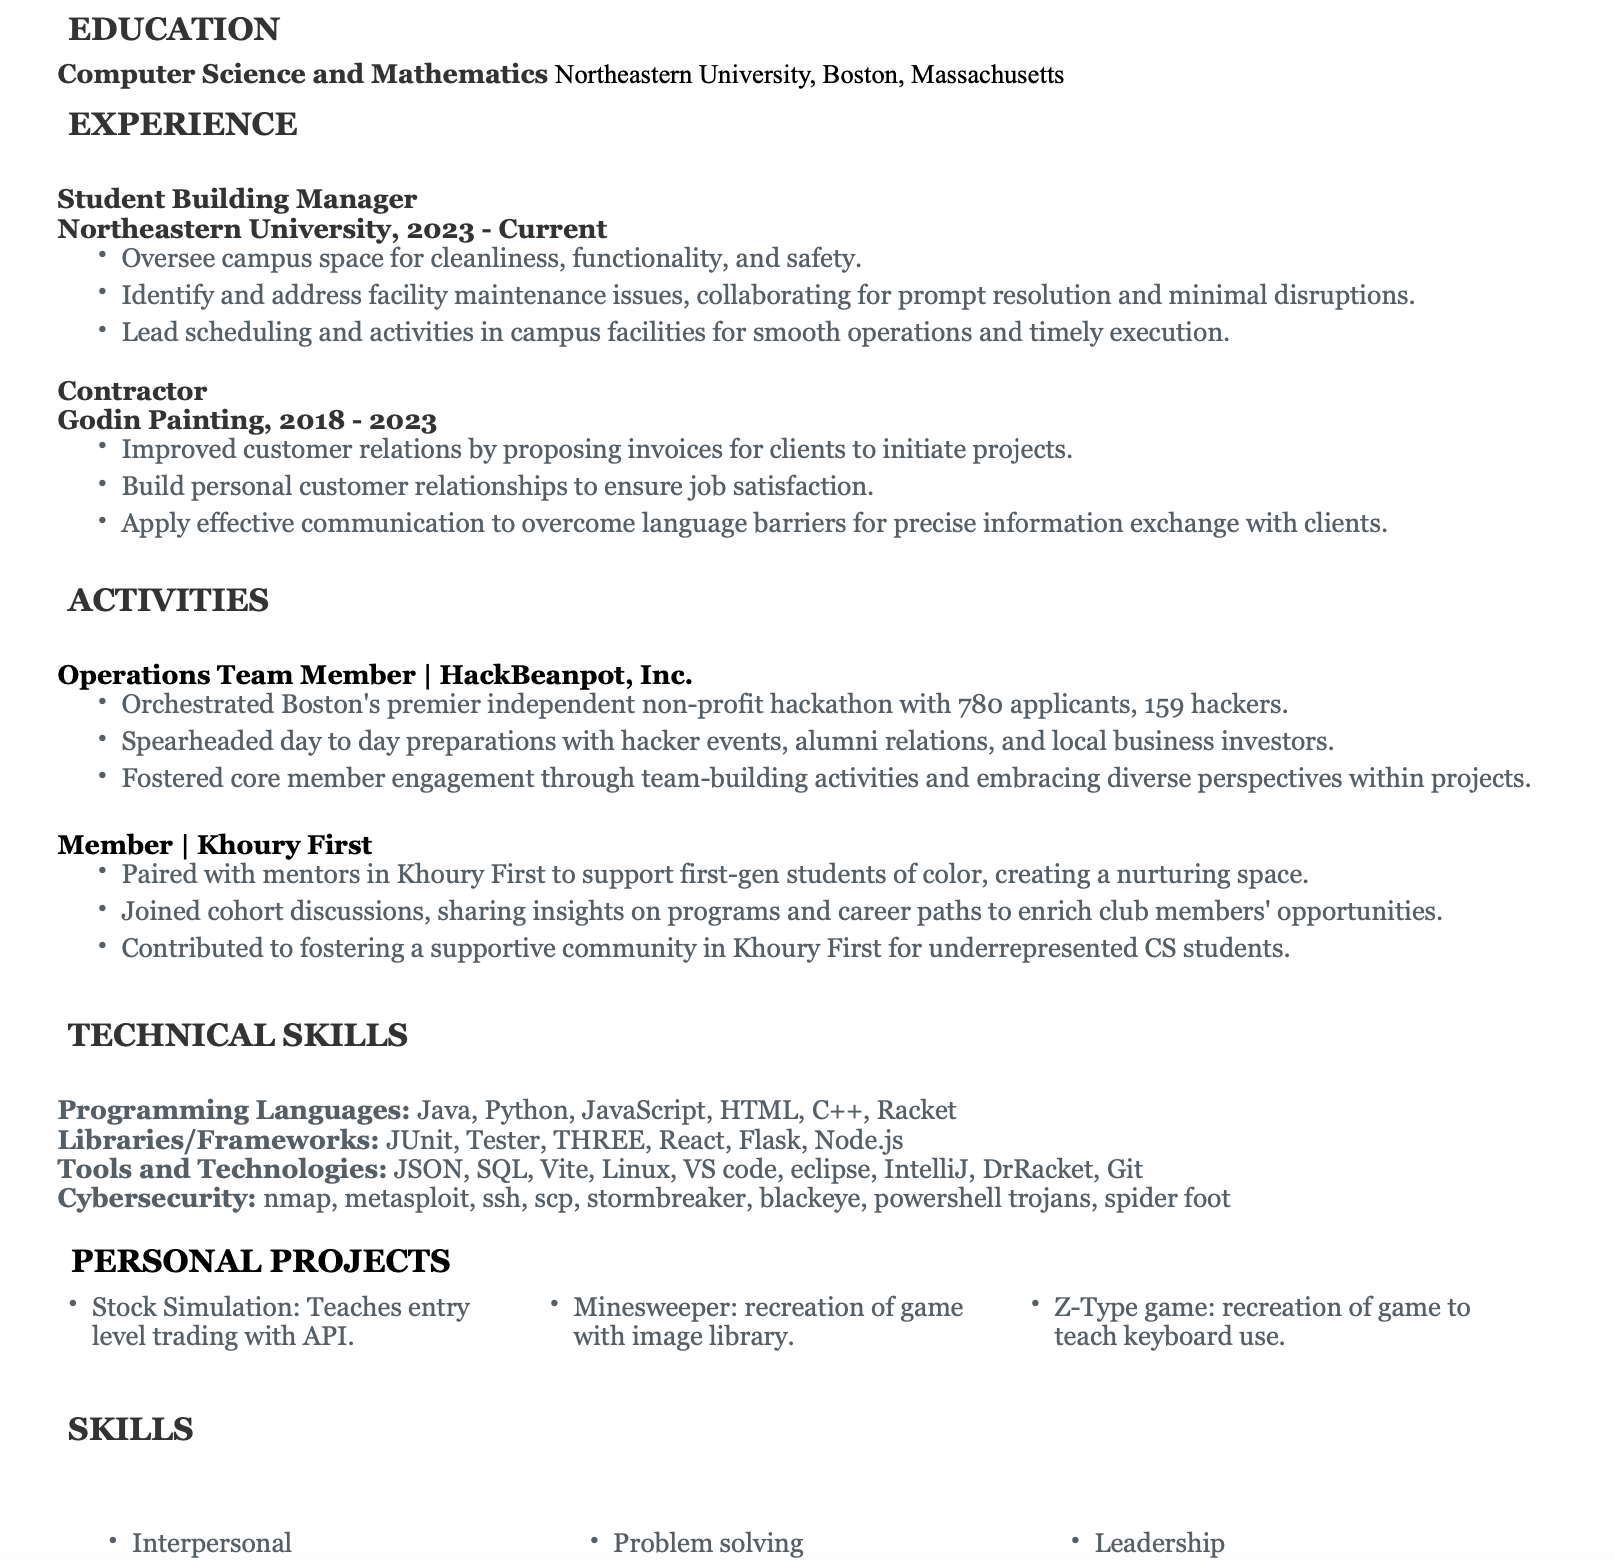 EDUCATION
Computer Science and Mathematics Northeastern University, Boston, Massachusetts
EXPERIENCE
Student Building Manager
Northeastern University, 2023 - Current
• Oversee campus space for cleanliness, functionality, and safety.
• Identify and address facility maintenance issues, collaborating for prompt resolution and minimal disruptions.
• Lead scheduling and activities in campus facilities for smooth operations and timely execution.
Contractor
Godin Painting, 2018 - 2023
• Improved customer relations by proposing invoices for clients to initiate projects.
• Build personal customer relationships to ensure job satisfaction.
• Apply effective communication to overcome language barriers for precise information exchange with clients.
ACTIVITIES
Operations Team Member | HackBeanpot, Inc.
• Orchestrated Boston's premier independent non-profit hackathon with 780 applicants, 159 hackers.
• Spearheaded day to day preparations with hacker events, alumni relations, and local business investors.
• Fostered core member engagement through team-building activities and embracing diverse perspectives within projects.
Member | Khoury First
• Paired with mentors in Khoury First to support first-gen students of color, creating a nurturing space.
• Joined cohort discussions, sharing insights on programs and career paths to enrich club members' opportunities.
• Contributed to fostering a supportive community in Khoury First for underrepresented CS students.
TECHNICAL SKILLS
Programming Languages: Java, Python, JavaScript, HTML, C++, Racket
Libraries/Frameworks: JUnit, Tester, THREE, React, Flask, Node.js
Tools and Technologies: JSON, SQL, Vite, Linux, VS code, eclipse, IntelliJ, DrRacket, Git
Cybersecurity: nmap, metasploit, ssh, scp, stormbreaker, blackeye, powershell trojans, spider foot
PERSONAL PROJECTS
• Stock Simulation: Teaches entry
level trading with API.
• Minesweeper: recreation of game
with image library.
• Z-Type game: recreation of game to
teach keyboard use.
SKILLS
• Interpersonal
• Problem solving
• Leadership